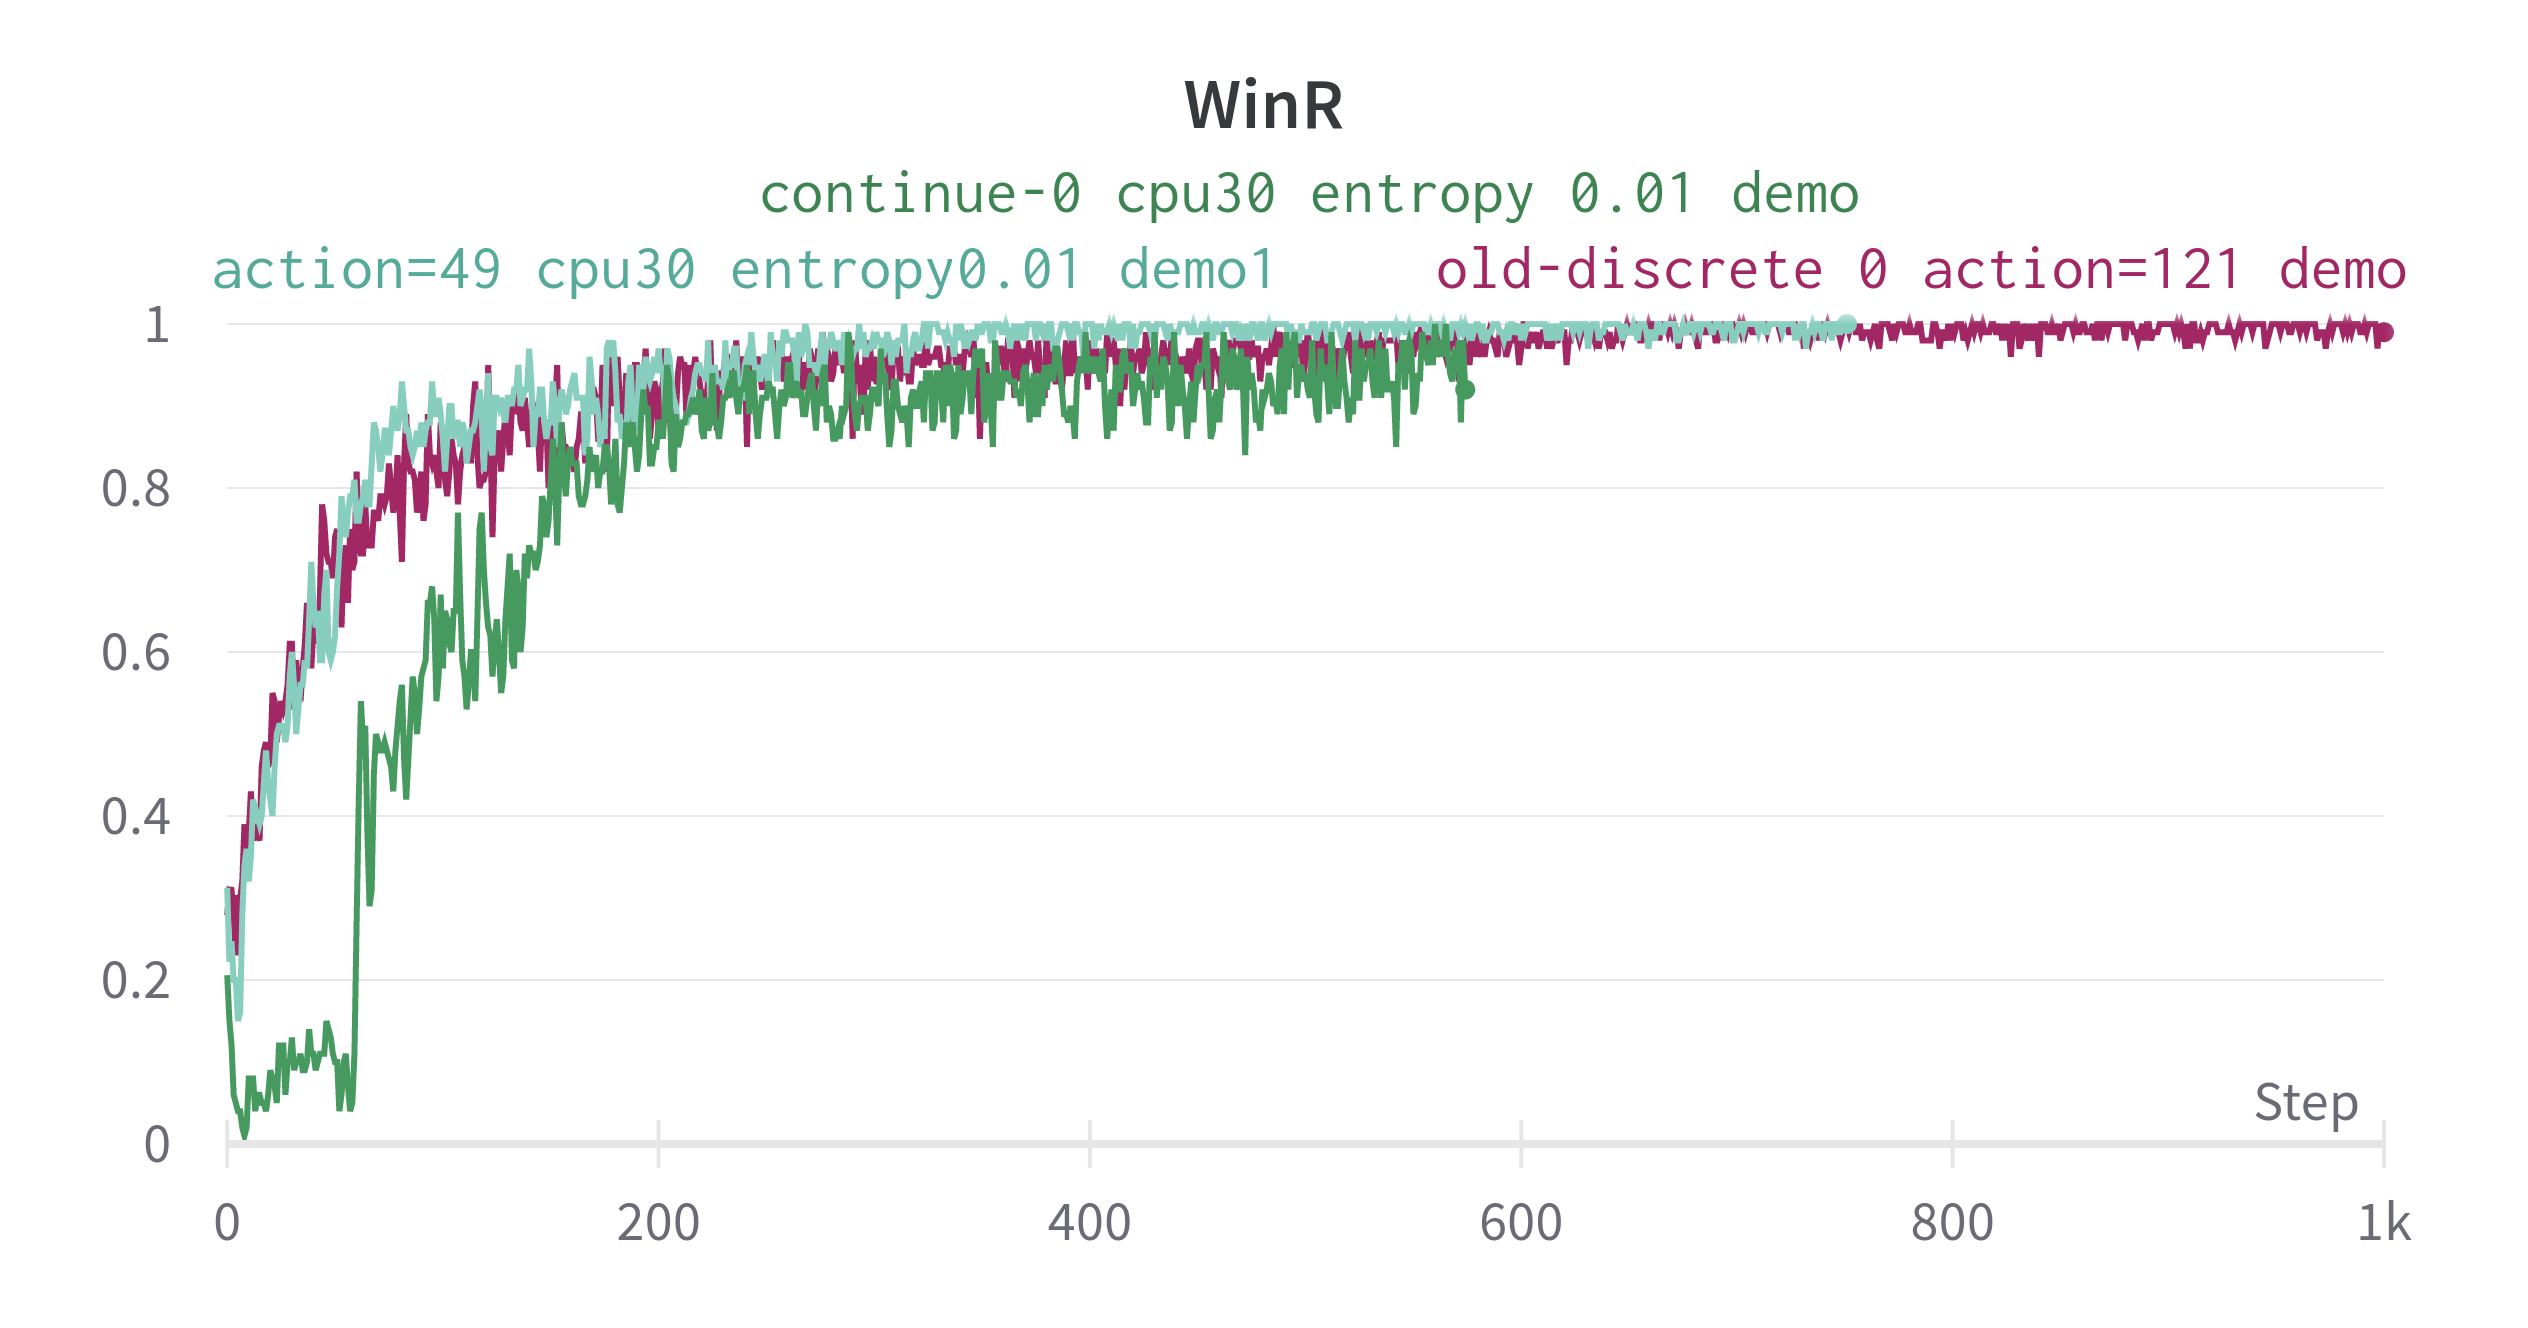 WinR
continue-0 cpu30 entropy 0.01 demo
action=49 cpu30 entropy0.01 demo1 old-discrete 0 action=121 demo
1
0.8
0.6
0.4
0.2
Step
0
0 200 400 600 800 1k